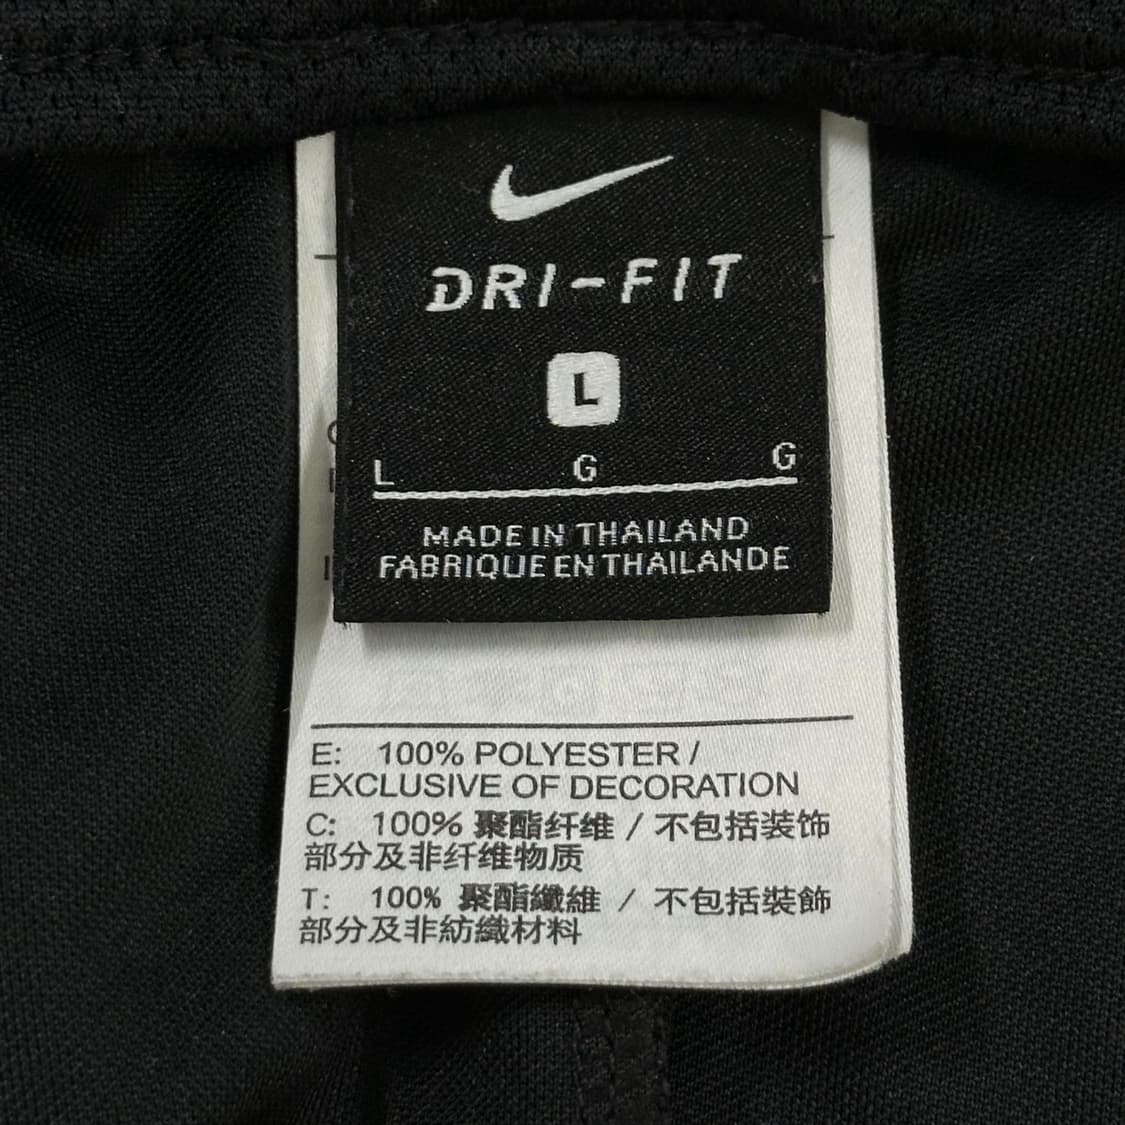 DRI-FIT
L
L G G
MADE IN THAILAND
FABRIQUE EN THAILANDE
E: 100% POLYESTER /
EXCLUSIVE OF DECORATION
C: 100% 聚酯纤维 / 不包括装饰
部分及非纤维物质
T: 100% 聚酯纖維 / 不包括裝飾
部分及非紡織材料